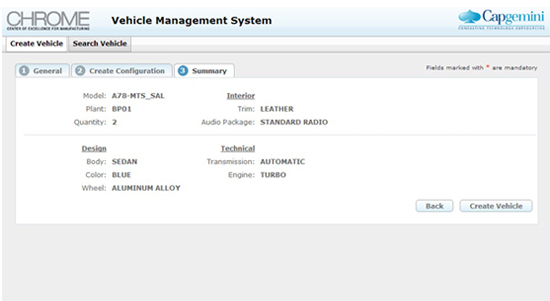 CHROME
CENTER OF EXCELLENCE FOR MANUFACTURING
Vehicle Management System
Capgemini
CONSULTING.TECHNOLOGY.OUTSOURCING
Create Vehicle Search Vehicle
1 General 2 Create Configuration 3 Summary
Fields marked with * are mandatory
Model: A78-MTS_SAL
Plant: BP01
Quantity: 2
Interior
Trim: LEATHER
Audio Package: STANDARD RADIO
Design
Body: SEDAN
Color: BLUE
Wheel: ALUMINUM ALLOY
Technical
Transmission: AUTOMATIC
Engine: TURBO
Back Create Vehicle